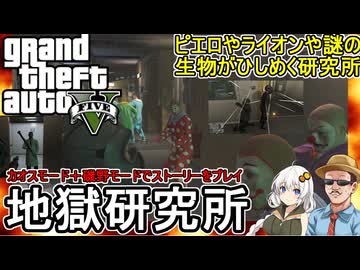 grand
theft
auto
V
FIVE
ピエロやライオンや謎の
生物がひしめく研究所
カオスモード+磯野モードでストーリーをプレイ
地獄研究所